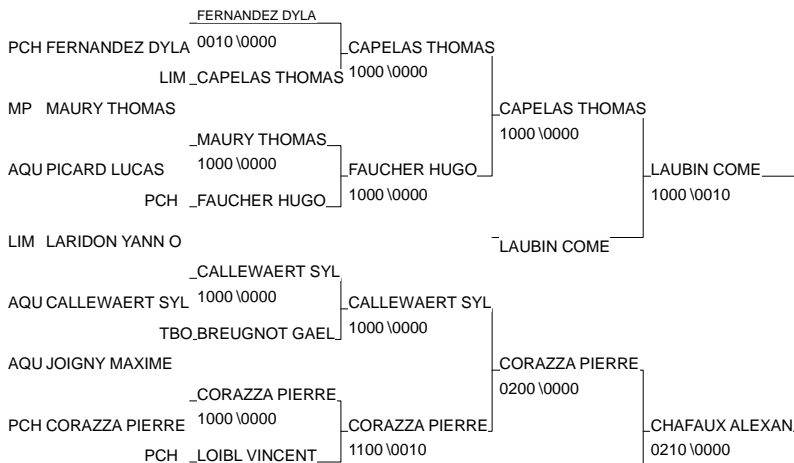 FERNANDEZ DYLA
PCH FERNANDEZ DYLA 0010 \0000 CAPELAS THOMAS
LIM CAPELAS THOMAS 1000 \0000
MP MAURY THOMAS CAPELAS THOMAS
1000 \0000
MAURY THOMAS
AQU PICARD LUCAS 1000 \0000 FAUCHER HUGO LAUBIN COME
PCH FAUCHER HUGO 1000 \0000 1000 \0010
LIM LARIDON YANN O LAUBIN COME
CALLEWAERT SYL
AQU CALLEWAERT SYL 1000 \0000 CALLEWAERT SYL
TBO BREUGNOT GAEL 1000 \0000
AQU JOIGNY MAXIME CORAZZA PIERRE
0200 \0000
CORAZZA PIERRE
PCH CORAZZA PIERRE 1000 \0000 CORAZZA PIERRE CHAFAUX ALEXAN
PCH LOIBL VINCENT 1100 \0010 0210 \0000